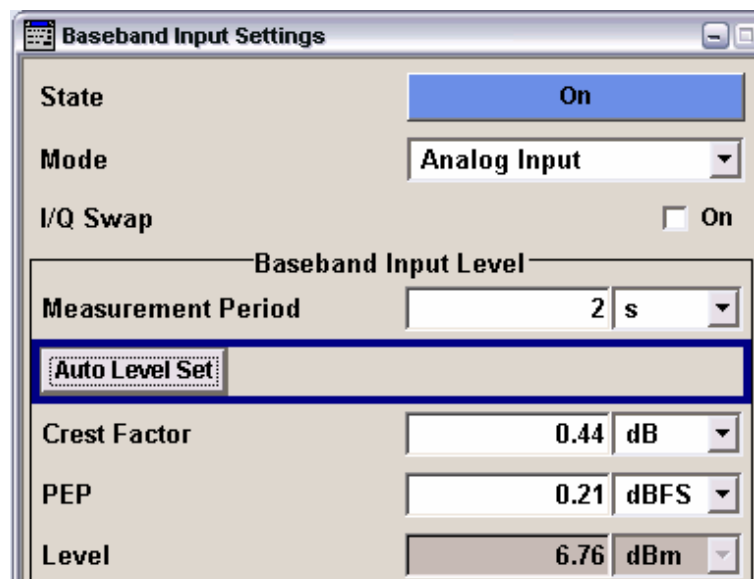 Baseband Input Settings
State On
Mode Analog Input
I/Q Swap On
Baseband Input Level
Measurement Period 2 s
Auto Level Set
Crest Factor 0.44 dB
PEP 0.21 dBFS
Level 6.76 dBm